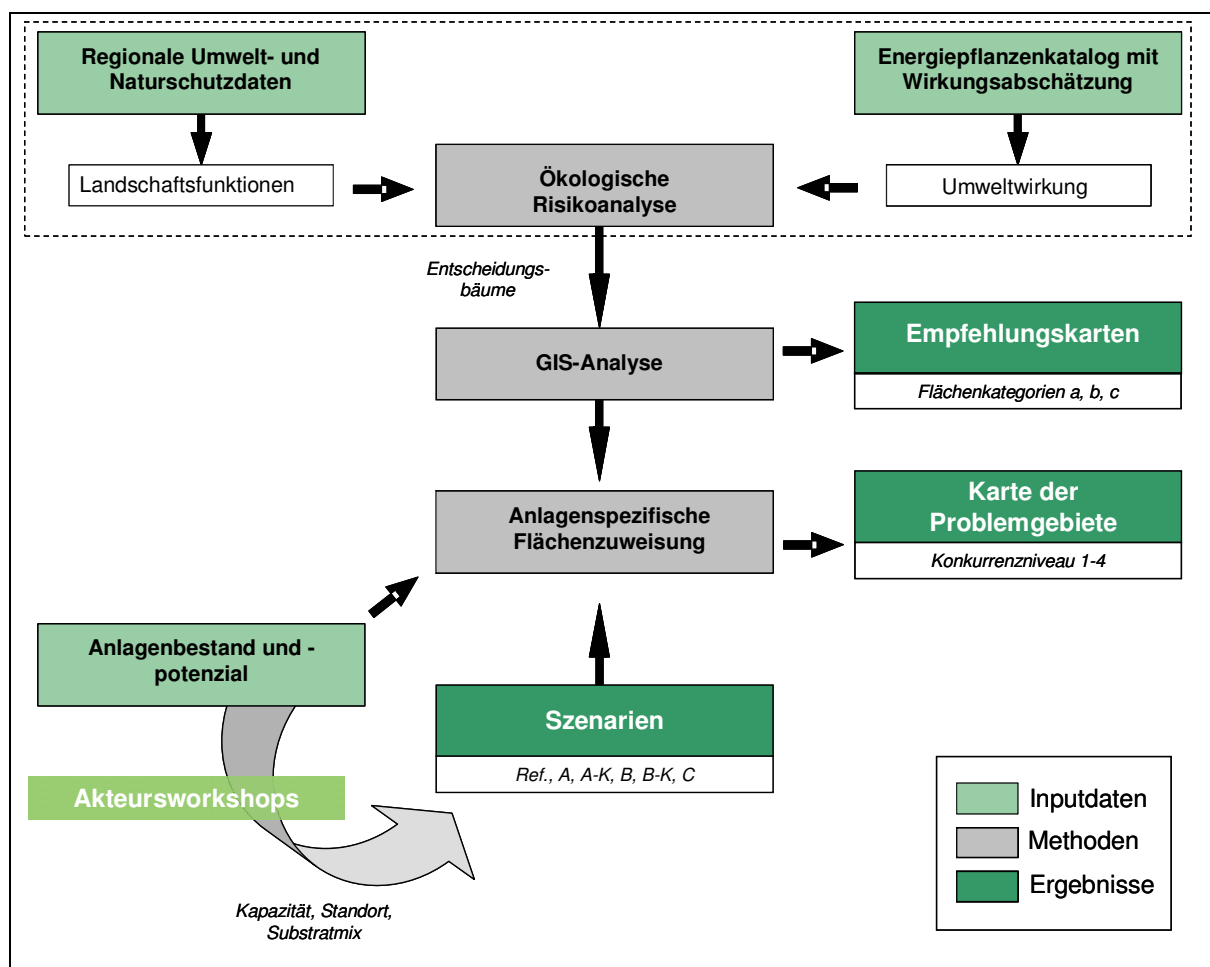 Regionale Umwelt- und
Naturschutzdaten
Energiepflanzenkatalog mit
Wirkungsabschätzung
Landschaftsfunktionen
Ökologische
Risikoanalyse
Umweltwirkung
Entscheidungs-
bäume
GIS-Analyse
Empfehlungskarten
Flächenkategorien a, b, c
Anlagenspezifische
Flächenzuweisung
Karte der
Problemgebiete
Konkurrenzniveau 1-4
Anlagenbestand und -
potenzial
Szenarien
Ref., A, A-K, B, B-K, C
Akteursworkshops
Kapazität, Standort,
Substratmix
Inputdaten
Methoden
Ergebnisse